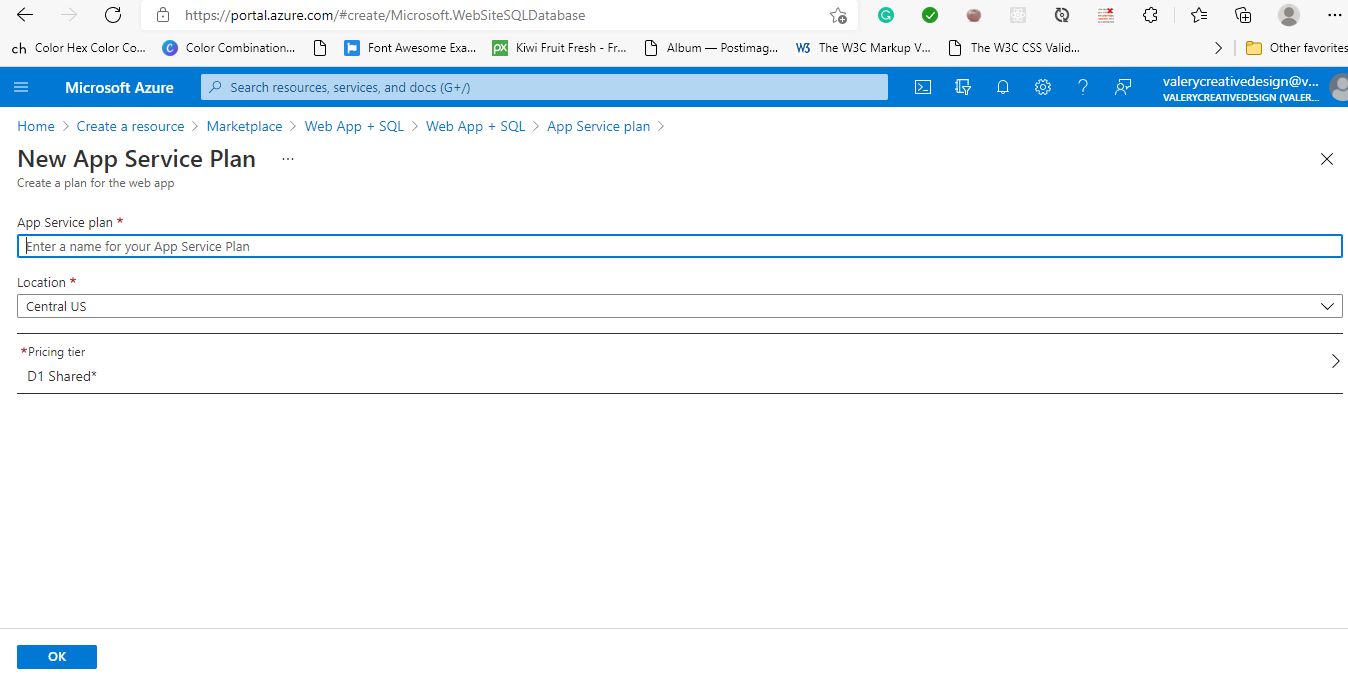 https://portal.azure.com/#create/Microsoft.WebSiteSQLDatabase
ch Color Hex Color Co... C Color Combination... Font Awesome Exa... px Kiwi Fruit Fresh - Fr... Album — Postimag... W3 The W3C Markup V... The W3C CSS Valid... Other favorites
Microsoft Azure Search resources, services, and docs (G+/) valerycreativedesign@v...
VALERYCREATIVEDESIGN (VALER...
Home > Create a resource > Marketplace > Web App + SQL > Web App + SQL > App Service plan >
New App Service Plan ...
Create a plan for the web app
App Service plan *
Enter a name for your App Service Plan
Location *
Central US
*Pricing tier
D1 Shared*
OK